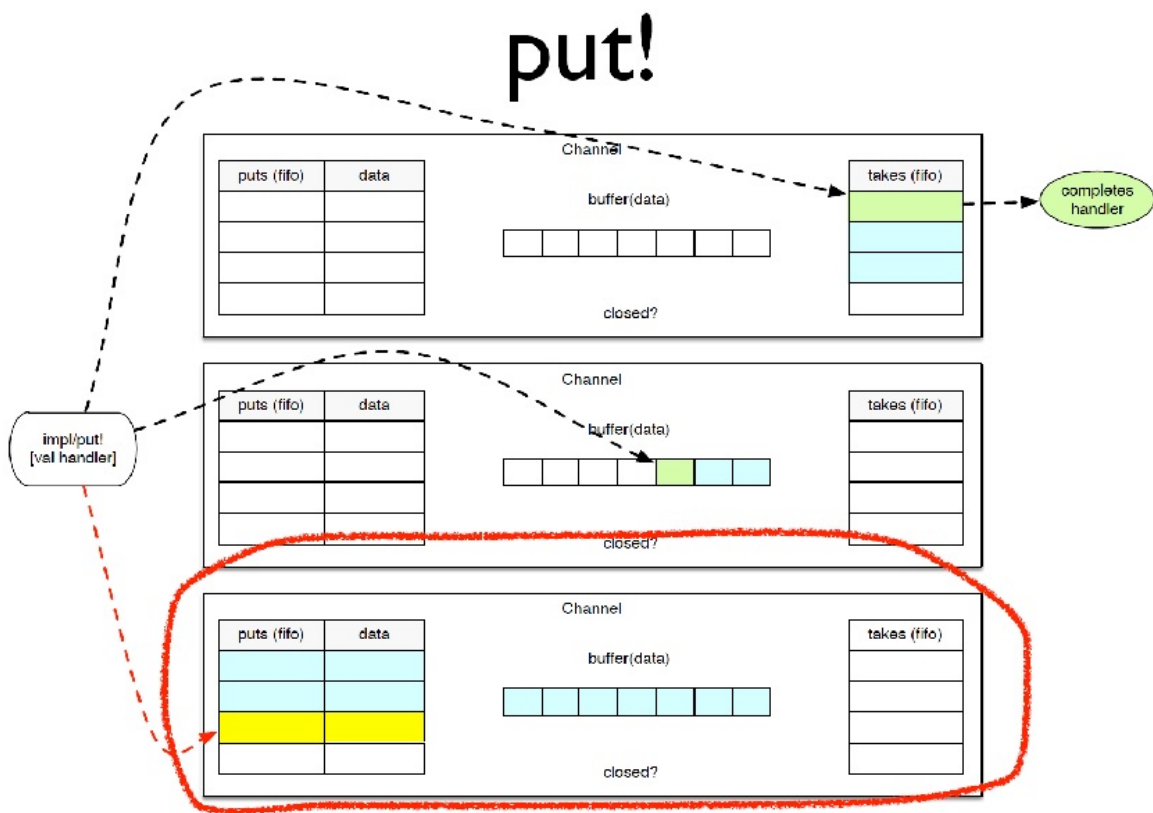 put!
Channel
puts (fifo) data takes (fifo)
buffer(data)
completes
handler
closed?
Channel
puts (fifo) data takes (fifo)
buffer(data)
impl/put!
[val handler]
closed?
Channel
puts (fifo) data takes (fifo)
buffer(data)
closed?